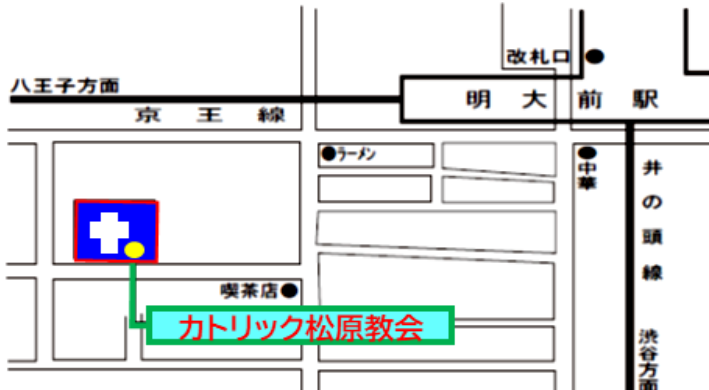 改札口
八王子方面
明大前駅
京王線
ラーメン
中華
井の頭線
喫茶店
カトリック松原教会
渋谷方面